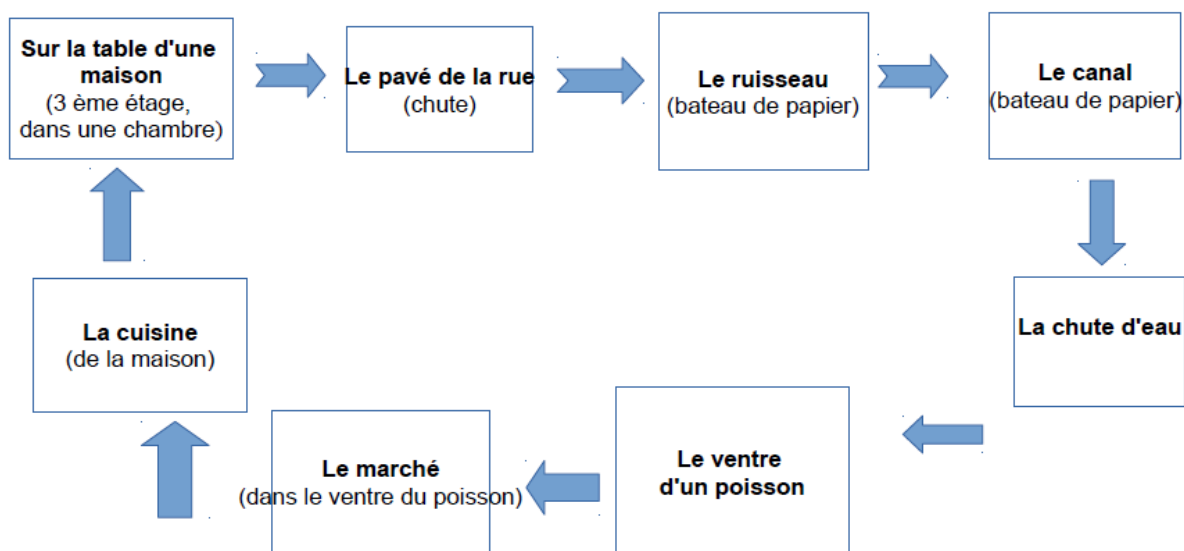 Sur la table d'une
maison
(3 ème étage,
dans une chambre)
Le pavé de la rue
(chute)
Le ruisseau
(bateau de papier)
Le canal
(bateau de papier)
La chute d'eau
Le ventre
d'un poisson
Le marché
(dans le ventre du poisson)
La cuisine
(de la maison)